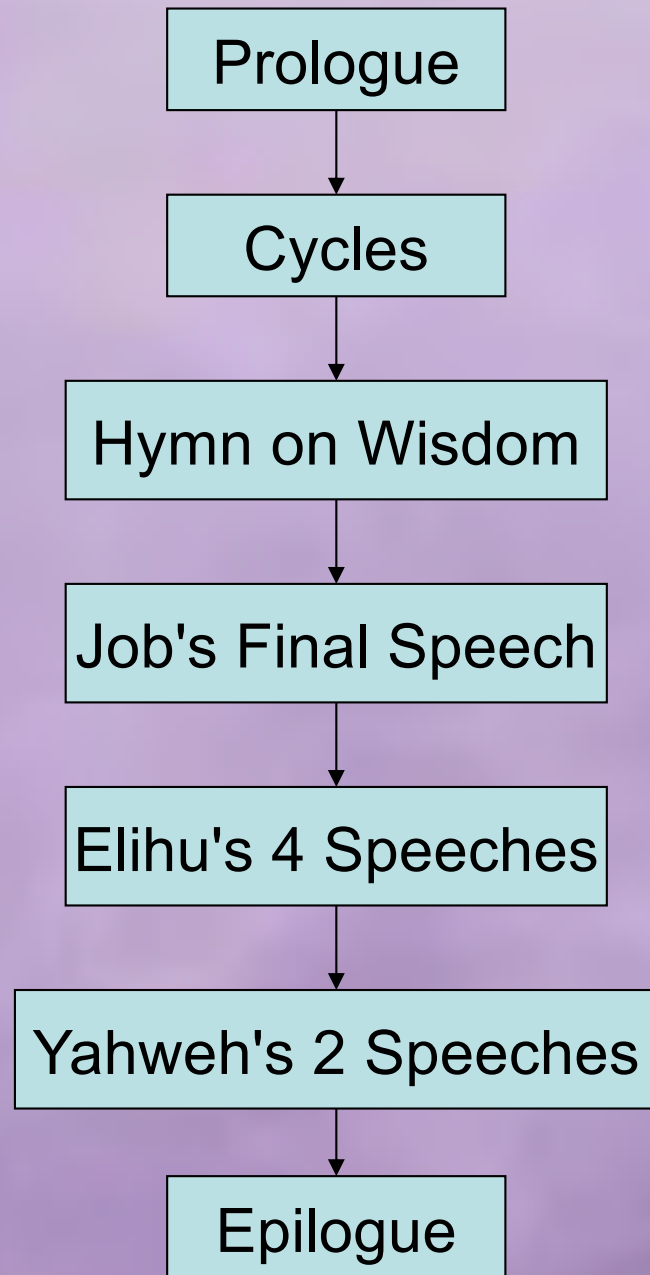 Prologue
Cycles
Hymn on Wisdom
Job's Final Speech
Elihu's 4 Speeches
Yahweh's 2 Speeches
Epilogue